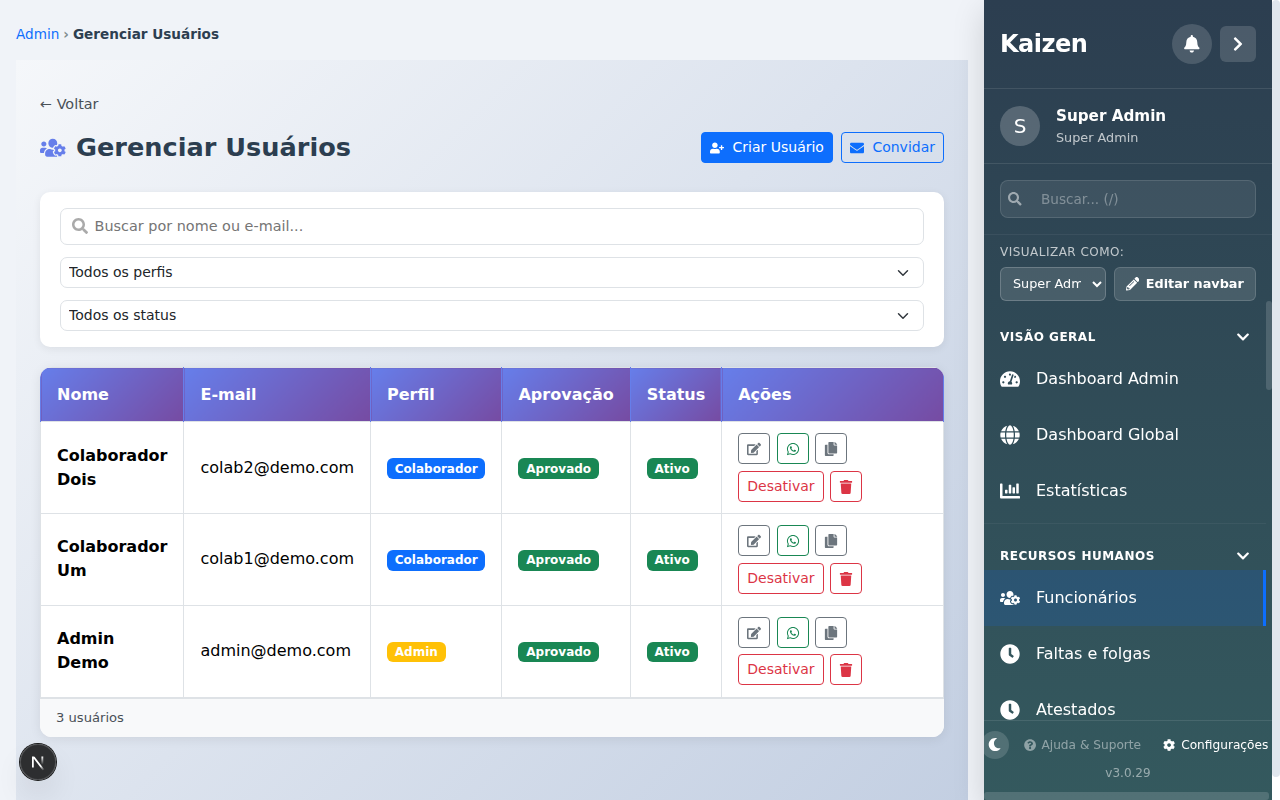 Admin › Gerenciar Usuários
← Voltar
Gerenciar Usuários
Criar Usuário
Convidar
Buscar por nome ou e-mail...
Todos os perfis
Todos os status
Nome E-mail Perfil Aprovação Status Ações
Colaborador Dois colab2@demo.com Colaborador Aprovado Ativo
Desativar
Colaborador Um colab1@demo.com Colaborador Aprovado Ativo
Desativar
Admin Demo admin@demo.com Admin Aprovado Ativo
Desativar
3 usuários
N
Kaizen
S
Super Admin
Super Admin
Buscar... (/)
VISUALIZAR COMO:
Super Adm
Editar navbar
VISÃO GERAL
Dashboard Admin
Dashboard Global
Estatísticas
RECURSOS HUMANOS
Funcionários
Faltas e folgas
Atestados
Ajuda & Suporte
Configurações
v3.0.29